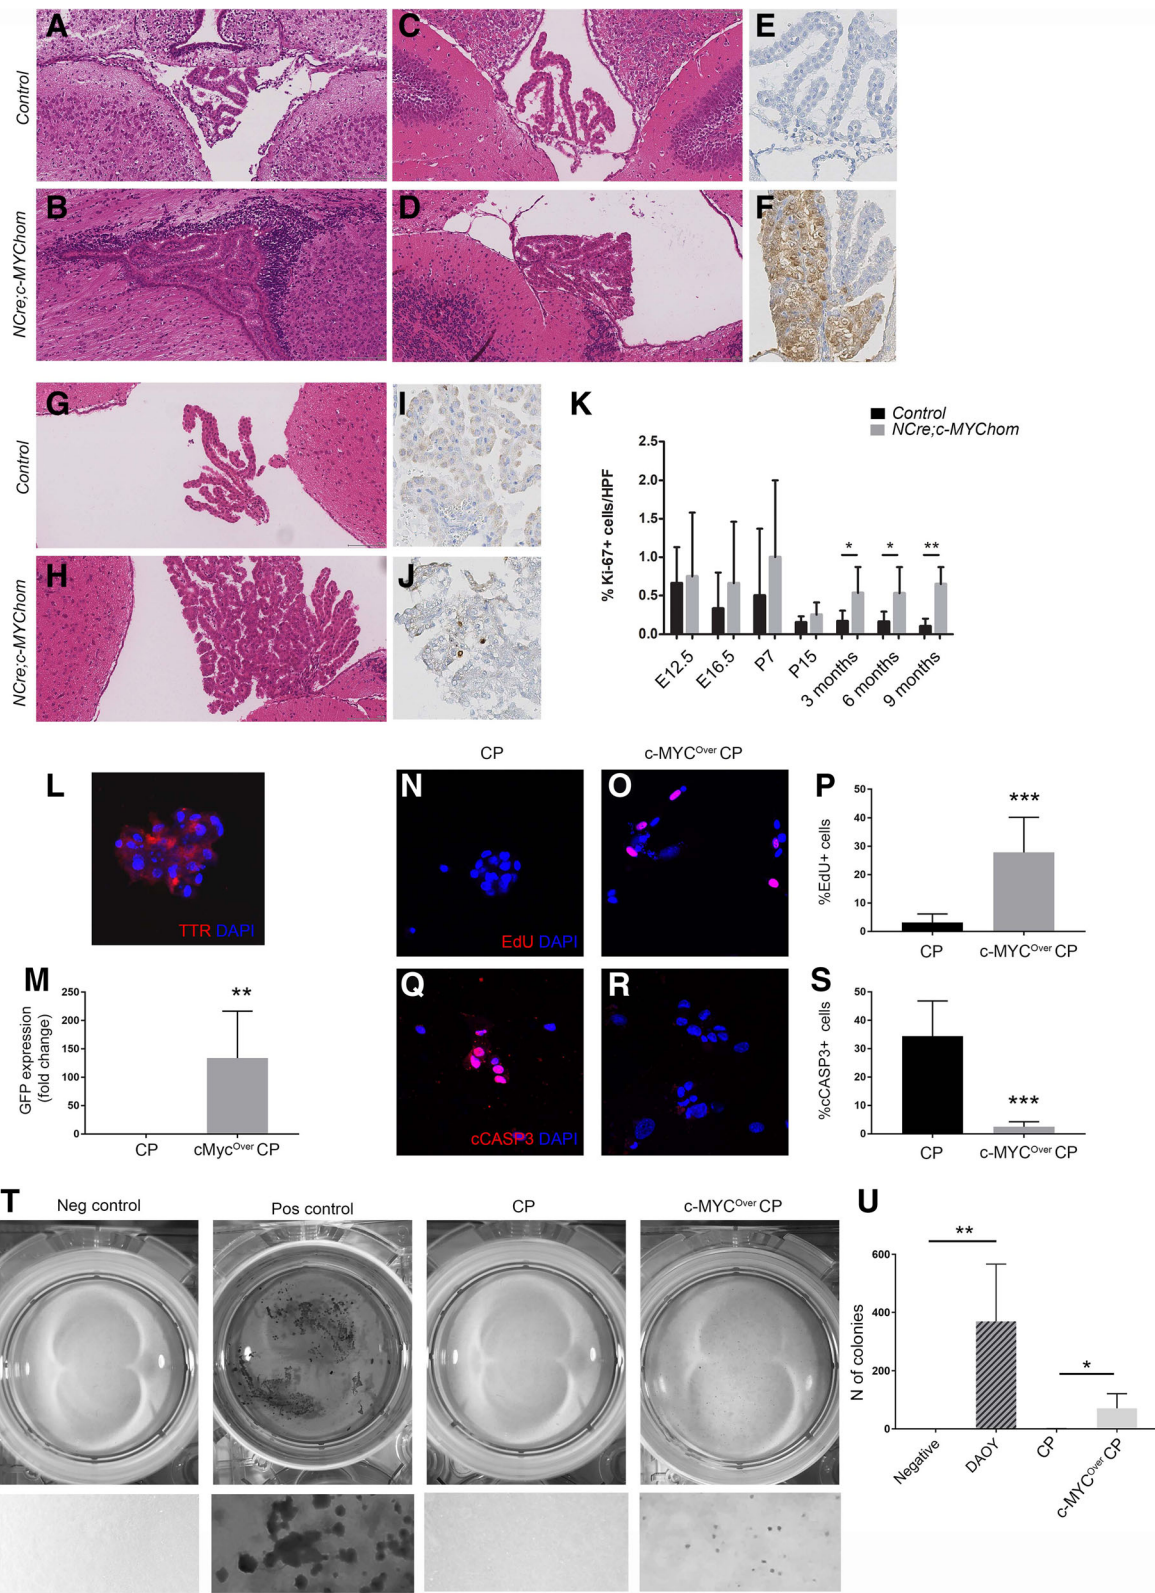 A
C
E
Control
B
D
F
NCre;c-MYChom
G
I
Control
H
J
NCre;c-MYChom
K
Control
NCre;c-MYChom
% Ki-67+ cells/HPF
2.5
2.0
1.5
1.0
0.5
0.0
* * **
E12.5 E16.5 P7 P15 3 months 6 months 9 months
L
TTR DAPI
CP
c-MYCOver CP
N
EdU DAPI
O
P
%EdU+ cells
50
40
30
20
10
0
***
CP c-MYCOver CP
M
GFP expression
(fold change)
250
200
150
100
50
0
**
CP cMycOver CP
Q
cCASP3 DAPI
R
S
%cCASP3+ cells
50
40
30
20
10
0
***
CP c-MYCOver CP
T
Neg control
Pos control
CP
c-MYCOver CP
U
N of colonies
600
400
200
0
**
*
Negative DAOY CP c-MYCOver CP